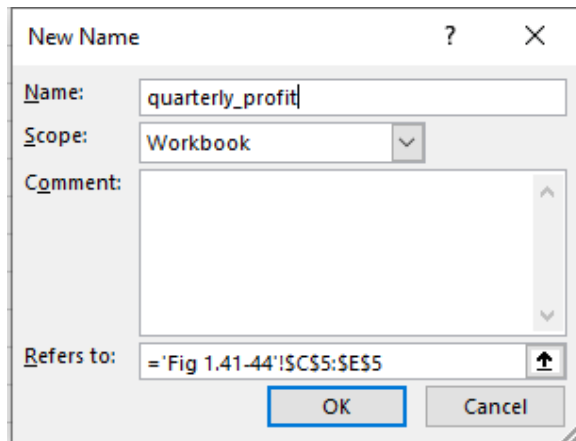 New Name ?
Name: quarterly_profit
Scope: Workbook
Comment:
Refers to: ='Fig 1.41-44'!$C$5:$E$5
OK Cancel